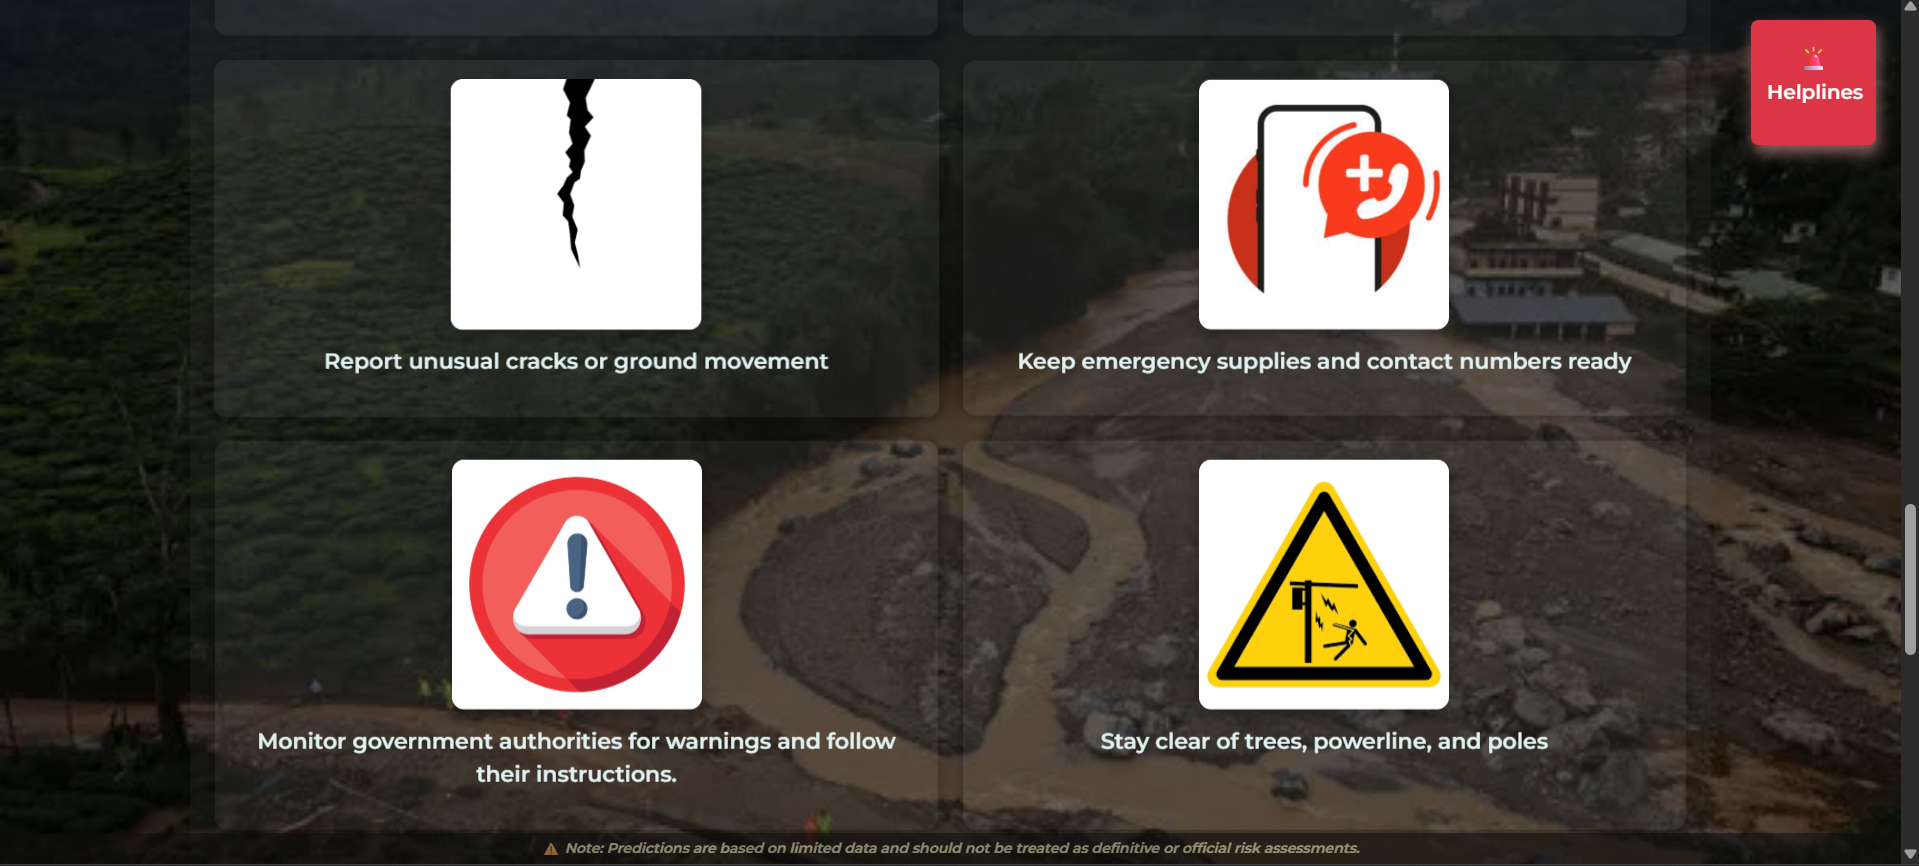 Helplines
Report unusual cracks or ground movement
Keep emergency supplies and contact numbers ready
Monitor government authorities for warnings and follow
their instructions.
Stay clear of trees, powerline, and poles
Note: Predictions are based on limited data and should not be treated as definitive or official risk assessments.